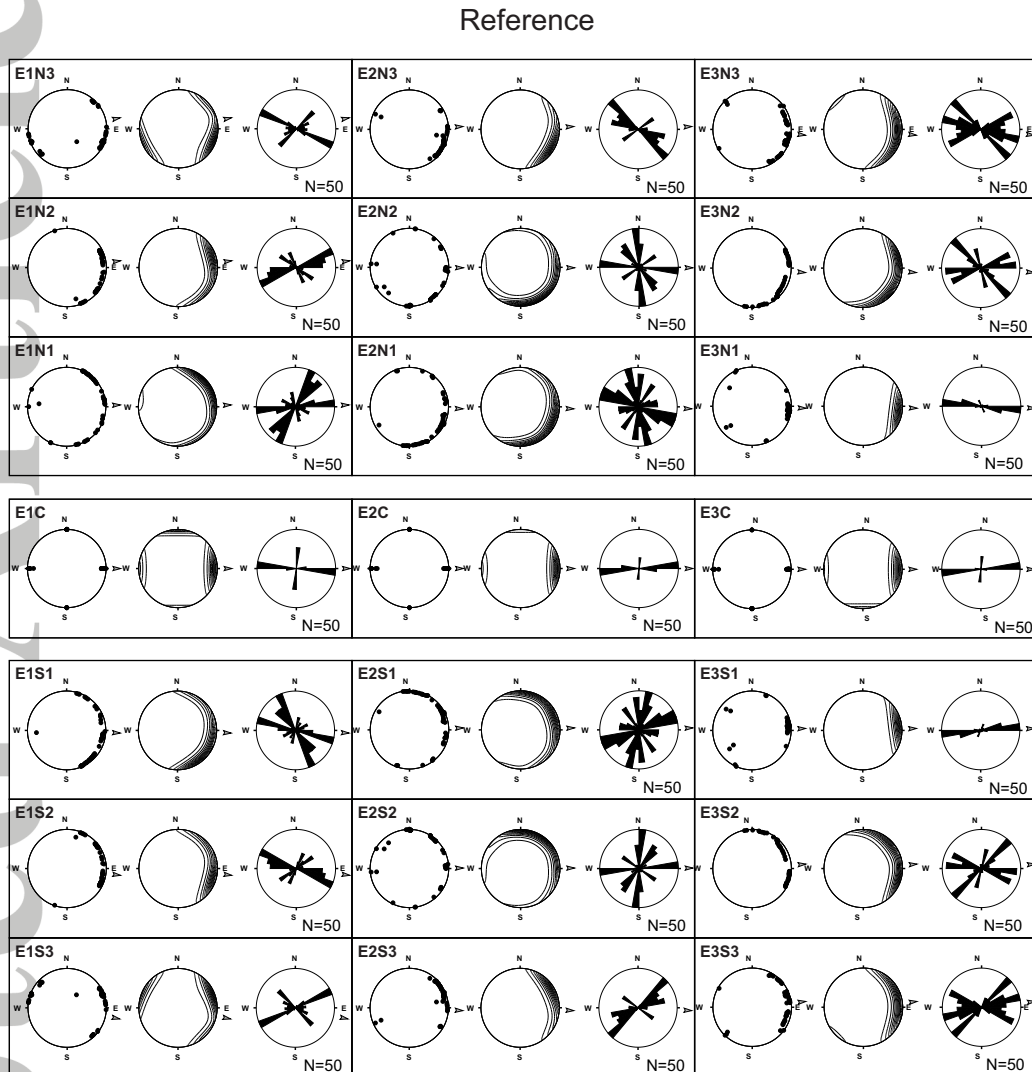 Reference
E1N3 N W E S N W E S N E S N=50
E2N3 N W S N W S N W S N=50
E3N3 N W E S N W E S N W E S N=50
E1N2 N W E S N W E S N W E S N=50
E2N2 N W S N W S N W S N=50
E3N2 N W S N W S N W S N=50
E1N1 N W S N W S N W S N=50
E2N1 N W S N W S N W S N=50
E3N1 N W S N W S N W S N=50
E1C N W S N W S N W S N=50
E2C N W S N W S N W S N=50
E3C N W S N W S N W S N=50
E1S1 N W S N W S N W S N=50
E2S1 N W S N W S N W S N=50
E3S1 N W S N W S N W S N=50
E1S2 N W E S N W E S N W E S N=50
E2S2 N W S N W S N W S N=50
E3S2 N W S N W S N W S N=50
E1S3 N W E S N W E S N W E S N=50
E2S3 N W S N W S N W S N=50
E3S3 N W E S N W E S N W E S N=50